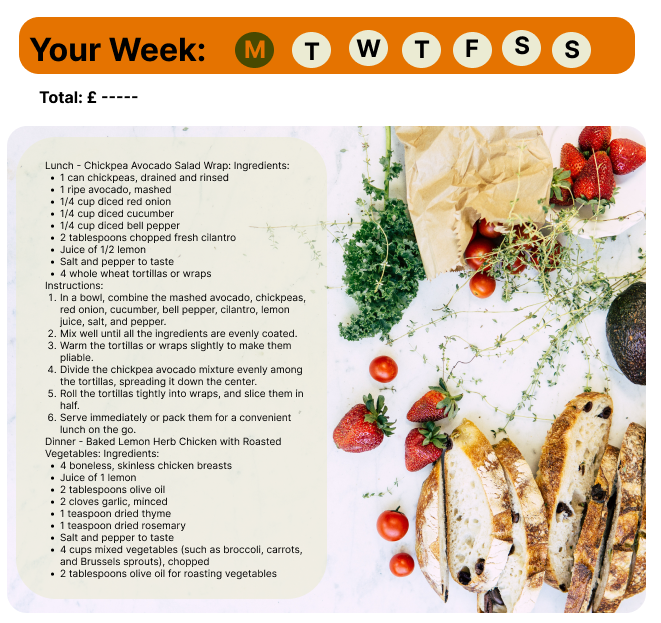 Your Week: M T W T F S S
Total: £ -----
Lunch - Chickpea Avocado Salad Wrap: Ingredients:
• 1 can chickpeas, drained and rinsed
• 1 ripe avocado, mashed
• 1/4 cup diced red onion
• 1/4 cup diced cucumber
• 1/4 cup diced bell pepper
• 2 tablespoons chopped fresh cilantro
• Juice of 1/2 lemon
• Salt and pepper to taste
• 4 whole wheat tortillas or wraps
Instructions:
1. In a bowl, combine the mashed avocado, chickpeas,
red onion, cucumber, bell pepper, cilantro, lemon
juice, salt, and pepper.
2. Mix well until all the ingredients are evenly coated.
3. Warm the tortillas or wraps slightly to make them
pliable.
4. Divide the chickpea avocado mixture evenly among
the tortillas, spreading it down the center.
5. Roll the tortillas tightly into wraps, and slice them in
half.
6. Serve immediately or pack them for a convenient
lunch on the go.
Dinner - Baked Lemon Herb Chicken with Roasted
Vegetables: Ingredients:
• 4 boneless, skinless chicken breasts
• Juice of 1 lemon
• 2 tablespoons olive oil
• 2 cloves garlic, minced
• 1 teaspoon dried thyme
• 1 teaspoon dried rosemary
• Salt and pepper to taste
• 4 cups mixed vegetables (such as broccoli, carrots,
and Brussels sprouts), chopped
• 2 tablespoons olive oil for roasting vegetables